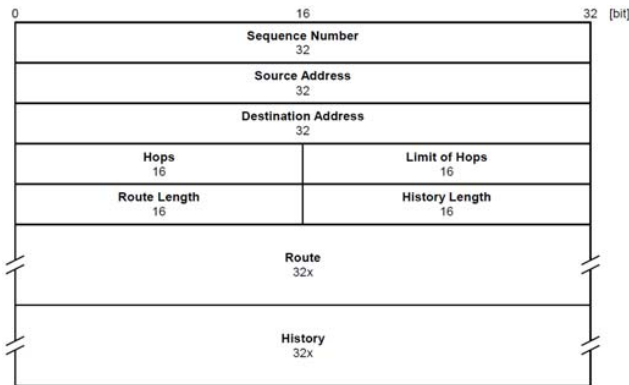 0 16 32 [bit]
Sequence Number
32
Source Address
32
Destination Address
32
Hops Limit of Hops
16 16
Route Length History Length
16 16
Route
32x
History
32x